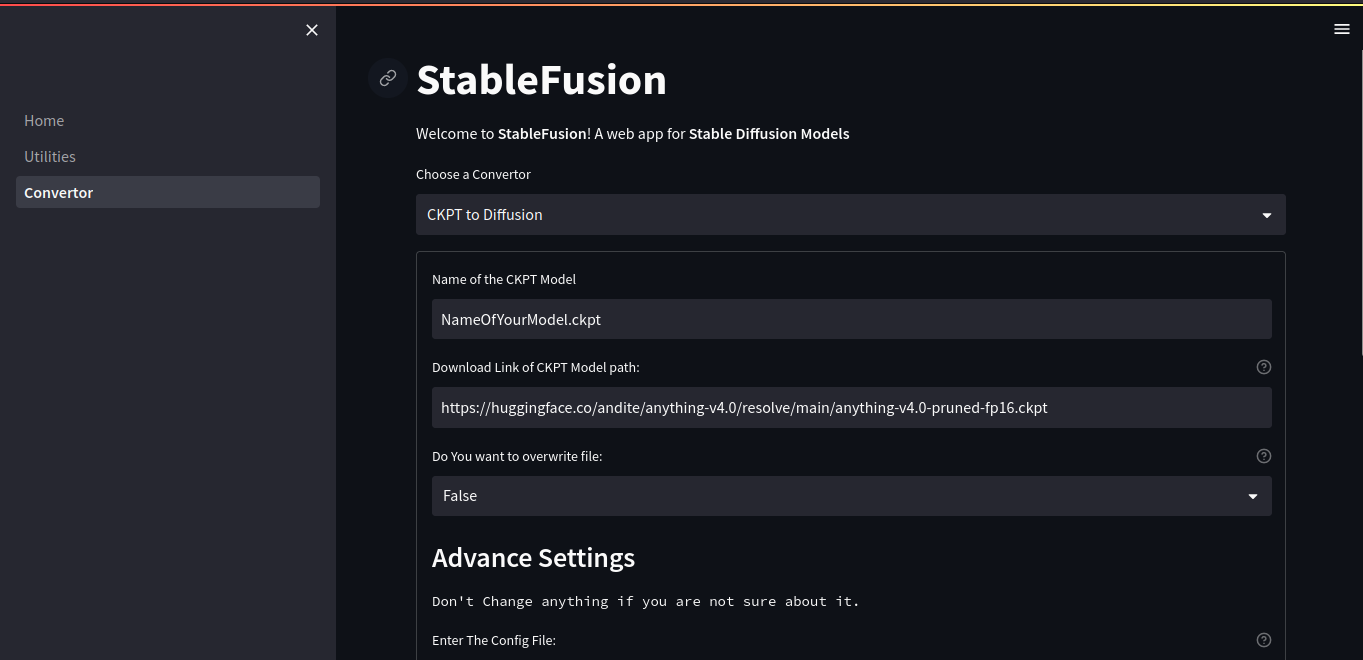 Home
Utilities
Convertor
StableFusion
Welcome to StableFusion! A web app for Stable Diffusion Models
Choose a Convertor
CKPT to Diffusion
Name of the CKPT Model
NameOfYourModel.ckpt
Download Link of CKPT Model path:
https://huggingface.co/andite/anything-v4.0/resolve/main/anything-v4.0-pruned-fp16.ckpt
Do You want to overwrite file:
False
Advance Settings
Don't Change anything if you are not sure about it.
Enter The Config File: